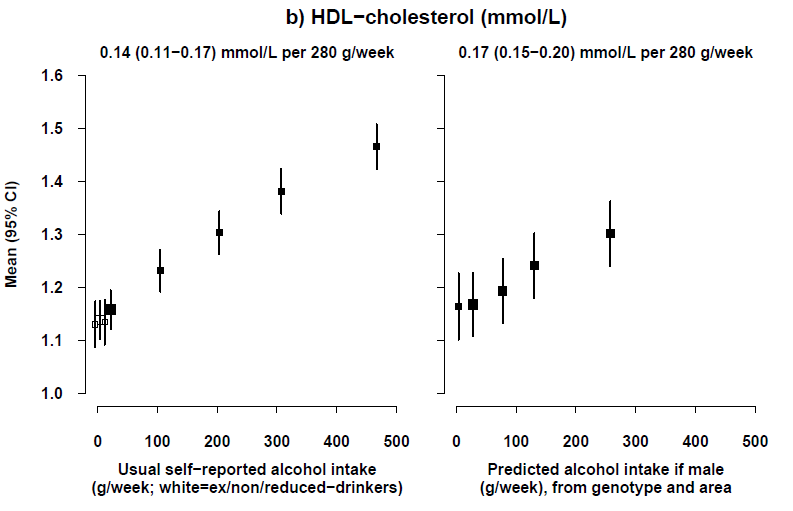 b) HDL−cholesterol (mmol/L)
0.14 (0.11−0.17) mmol/L per 280 g/week
0.17 (0.15−0.20) mmol/L per 280 g/week
Mean (95% CI)
1.6
1.5
1.4
1.3
1.2
1.1
1.0
0 100 200 300 400 500
0 100 200 300 400 500
Usual self−reported alcohol intake
(g/week; white=ex/non/reduced−drinkers)
Predicted alcohol intake if male
(g/week), from genotype and area